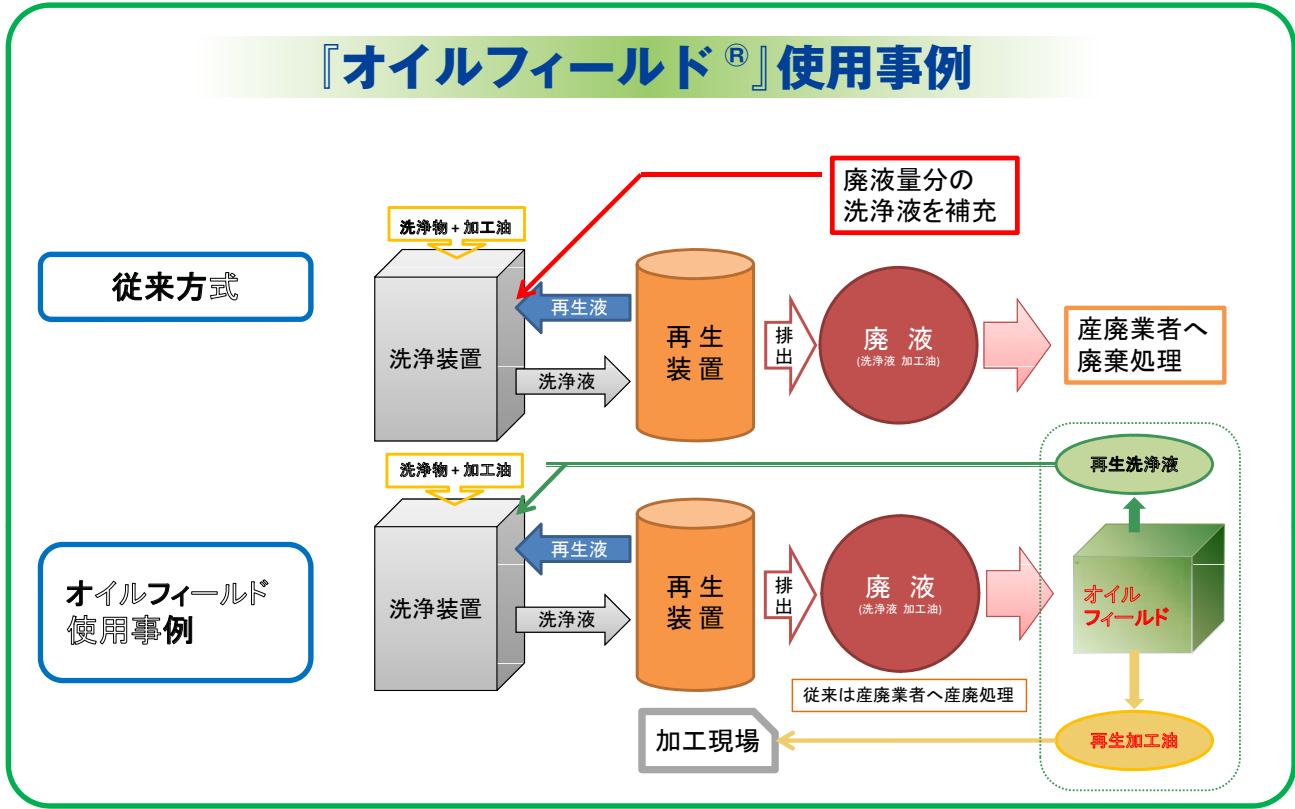 『オイルフィールド®』使用事例
廃液量分の
洗浄液を補充
洗浄物+加工油
従来方式
再生液
洗浄装置
洗浄液
再生
装置
排出
廃液
(洗浄液 加工油)
産廃業者へ
廃棄処理
洗浄物+加工油
再生洗浄液
オイルフィールド
使用事例
再生液
洗浄装置
洗浄液
再生
装置
排出
廃液
(洗浄液 加工油)
オイル
フィールド
従来は産廃業者へ産廃処理
加工現場
再生加工油